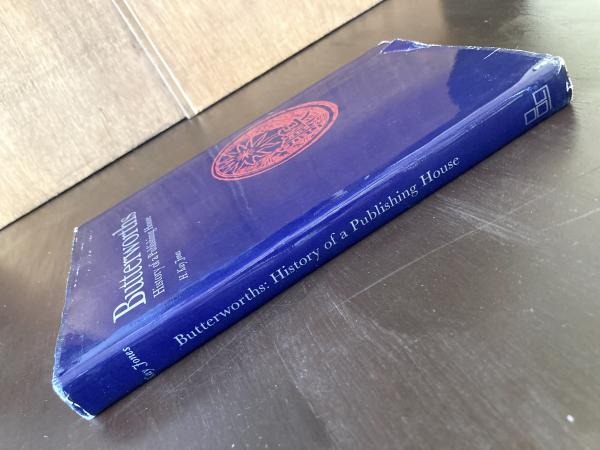 Butterworths
History of a Publishing House
H. Kay Jones
Kay Jones
Butterworths: History of a Publishing House